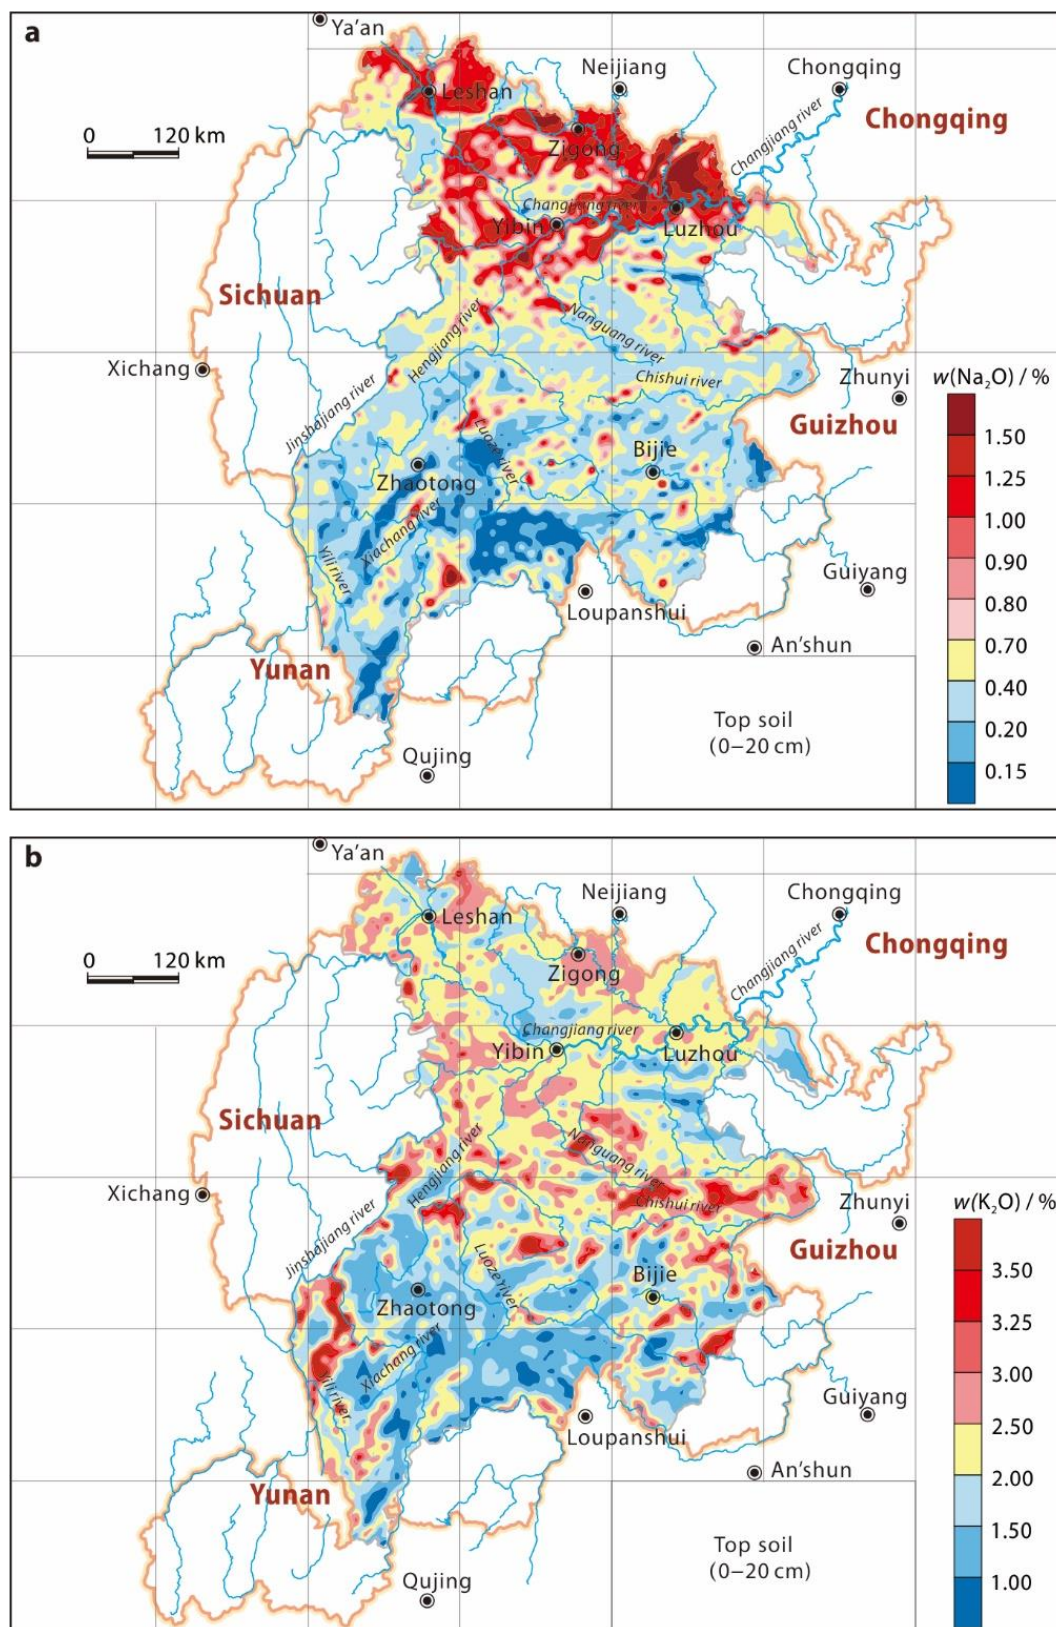 a
Ya'an
Neijiang
Chongqing
Leshan
Chongqing
0 120 km
Zigong
Changjiang river
Changjiang river
Yibin
Luzhou
Sichuan
Nanguang river
Hengjiang river
Xichang
Chishui river
Zhunyi
w(Na₂O) / %
Jinshajiang river
Guizhou
1.50
Luoze river
Bijie
Zhaotong
1.25
Xiachang river
1.00
0.90
Yili river
Guiyang
0.80
Loupanshui
0.70
Yunan
An'shun
0.40
Top soil
(0–20 cm)
0.20
Qujing
0.15
b
Ya'an
Neijiang
Chongqing
Leshan
Chongqing
0 120 km
Zigong
Changjiang river
Changjiang river
Yibin
Luzhou
Sichuan
Nanguang river
Hengjiang river
Xichang
Chishui river
Zhunyi
w(K₂O) / %
Jinshajiang river
Guizhou
3.50
Luoze river
Bijie
Zhaotong
3.25
Xiachang river
3.00
Yili river
Guiyang
2.50
Loupanshui
An'shun
2.00
Yunan
1.50
Top soil
(0–20 cm)
Qujing
1.00